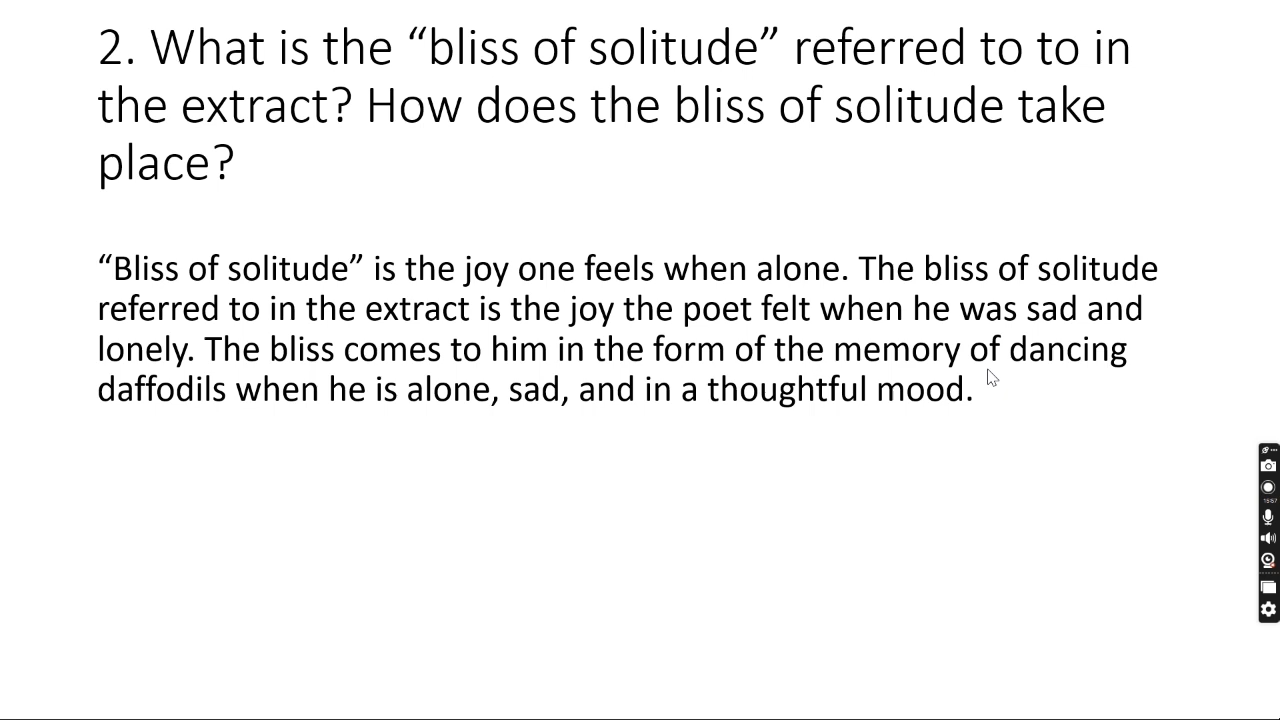 2. What is the “bliss of solitude” referred to to in
the extract? How does the bliss of solitude take
place?
“Bliss of solitude” is the joy one feels when alone. The bliss of solitude
referred to in the extract is the joy the poet felt when he was sad and
lonely. The bliss comes to him in the form of the memory of dancing
daffodils when he is alone, sad, and in a thoughtful mood.